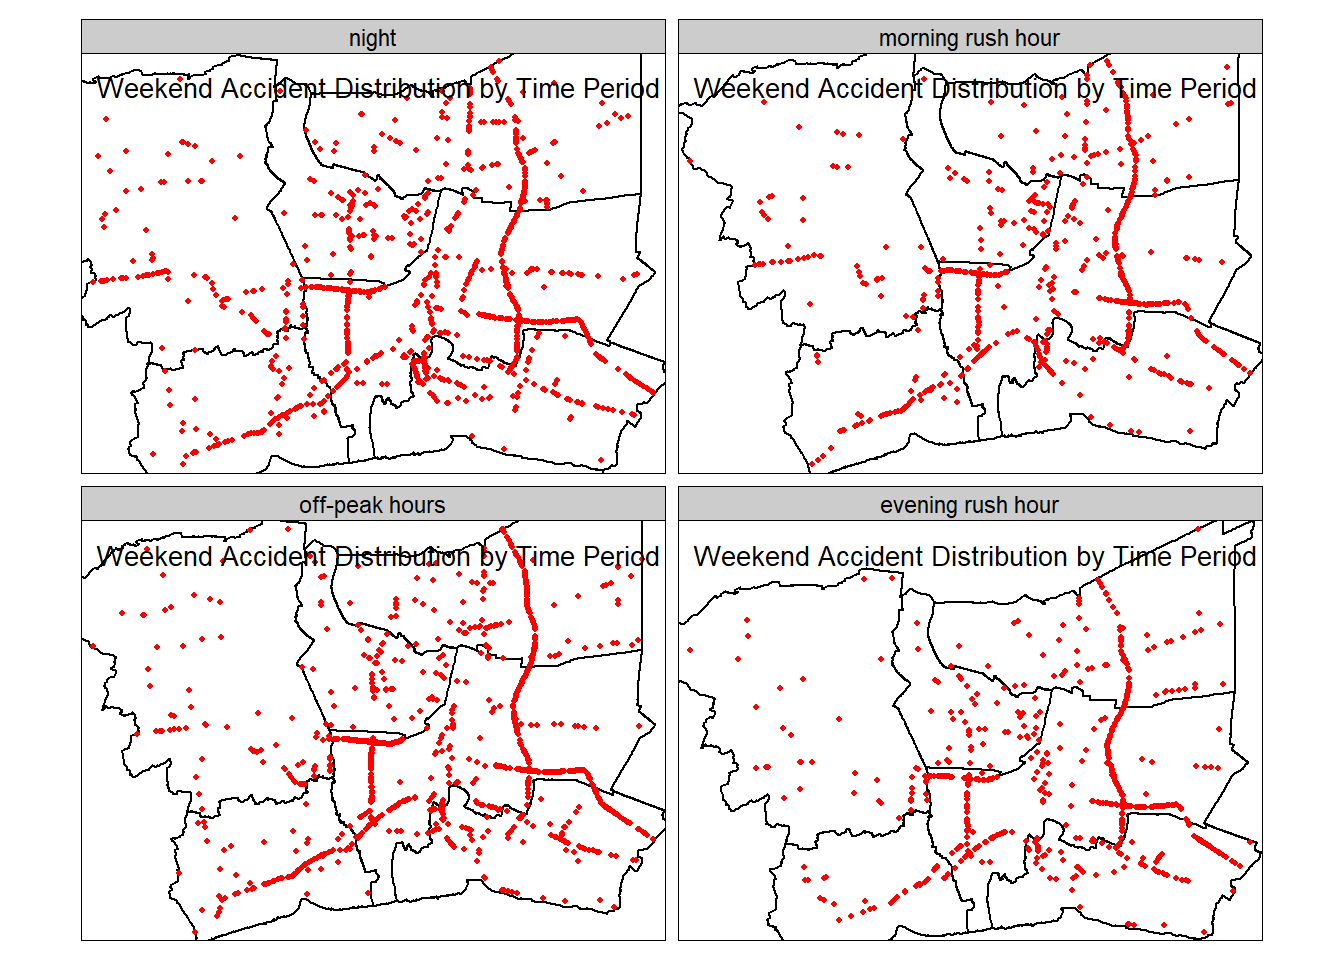 night
Weekend Accident Distribution by Time Period
morning rush hour
Weekend Accident Distribution by Time Period
off-peak hours
Weekend Accident Distribution by Time Period
evening rush hour
Weekend Accident Distribution by Time Period